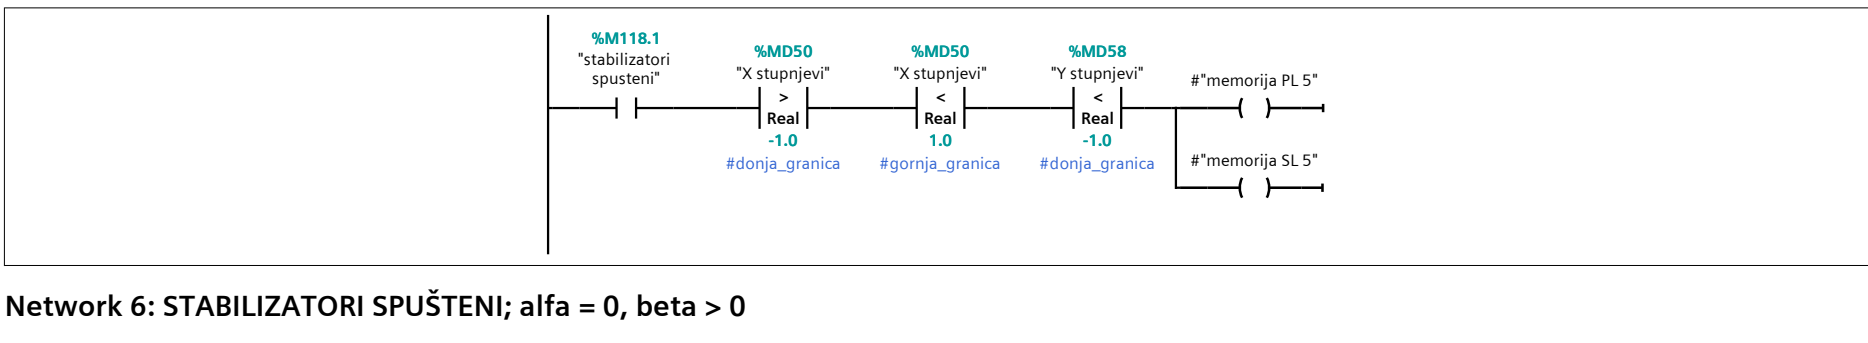 %M118.1
"stabilizatori
spusteni"
%MD50
"X stupnjevi"
>
Real
-1.0
#donja_granica
%MD50
"X stupnjevi"
<
Real
1.0
#gornja_granica
%MD58
"Y stupnjevi"
<
Real
-1.0
#donja_granica
#"memorija PL 5"
#"memorija SL 5"
Network 6: STABILIZATORI SPUŠTENI; alfa = 0, beta > 0